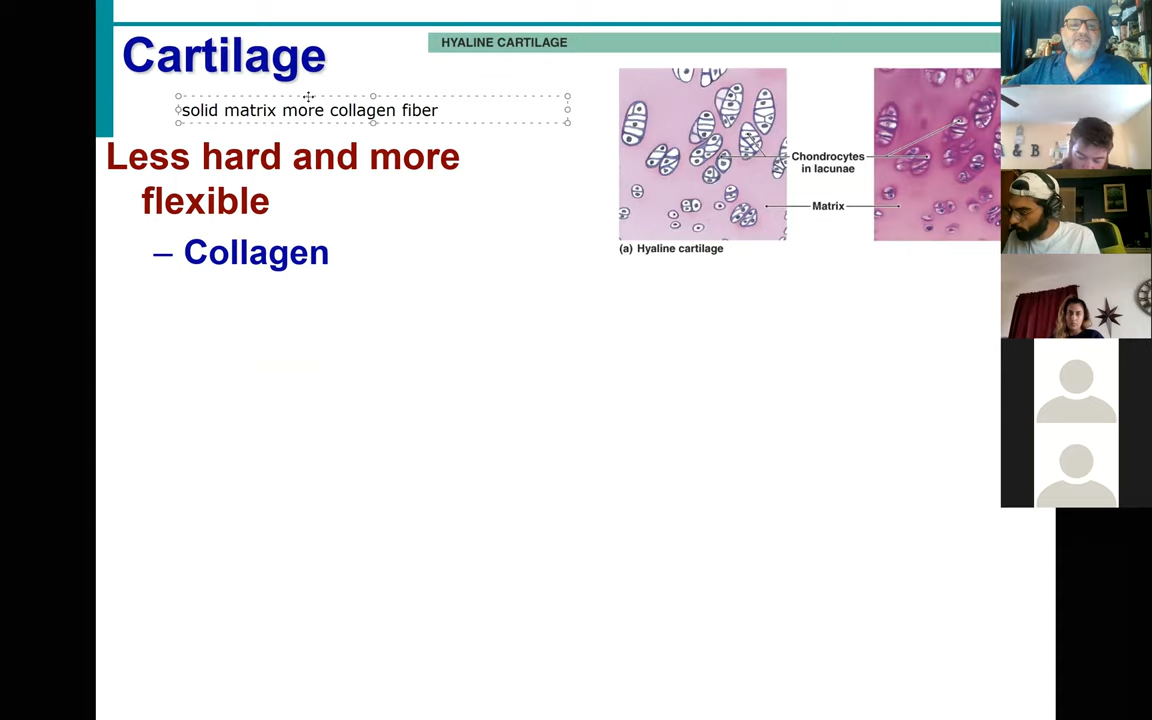 Cartilage
HYALINE CARTILAGE
solid matrix more collagen fiber
Less hard and more
flexible
– Collagen
Chondrocytes
in lacunae
Matrix
(a) Hyaline cartilage
& B